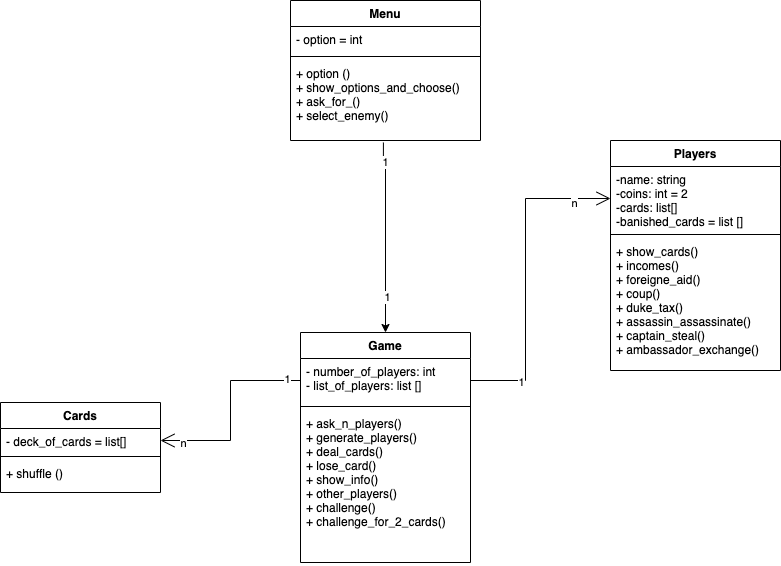 Menu
- option = int
+ option ()
+ show_options_and_choose()
+ ask_for_()
+ select_enemy()
1
1
Players
-name: string
-coins: int = 2
-cards: list[]
-banished_cards = list []
+ show_cards()
+ incomes()
+ foreigne_aid()
+ coup()
+ duke_tax()
+ assassin_assassinate()
+ captain_steal()
+ ambassador_exchange()
n
1
Game
- number_of_players: int
- list_of_players: list []
+ ask_n_players()
+ generate_players()
+ deal_cards()
+ lose_card()
+ show_info()
+ other_players()
+ challenge()
+ challenge_for_2_cards()
1
n
Cards
- deck_of_cards = list[]
+ shuffle ()